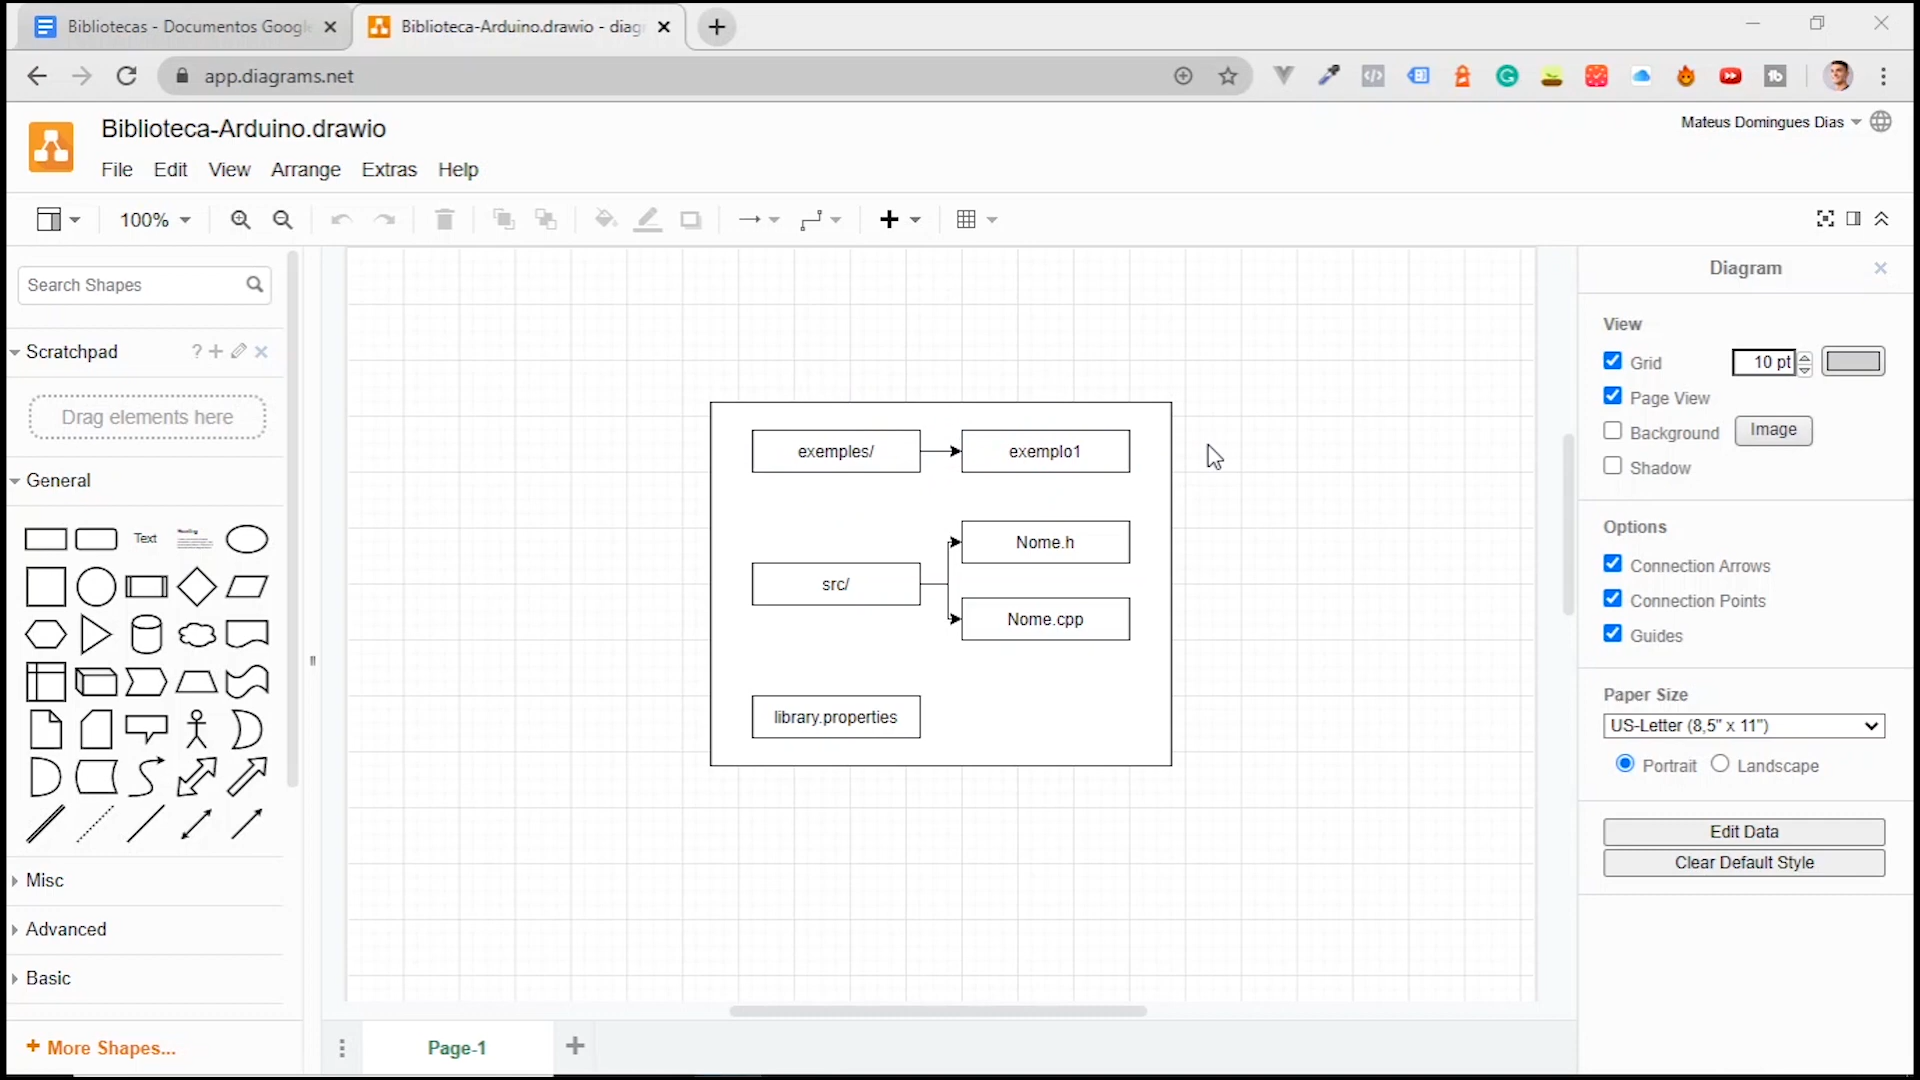 Bibliotecas - Documentos Google
Biblioteca-Arduino.drawio - diag
app.diagrams.net
Biblioteca-Arduino.drawio
Mateus Domingues Dias
File Edit View Arrange Extras Help
100%
Search Shapes
Scratchpad
?
Drag elements here
General
Text
Heading
Misc
Advanced
Basic
+ More Shapes...
exemples/
exemplo1
src/
Nome.h
Nome.cpp
library.properties
Page-1
Diagram
View
Grid
10 pt
Page View
Background
Image
Shadow
Options
Connection Arrows
Connection Points
Guides
Paper Size
US-Letter (8,5" x 11")
Portrait
Landscape
Edit Data
Clear Default Style